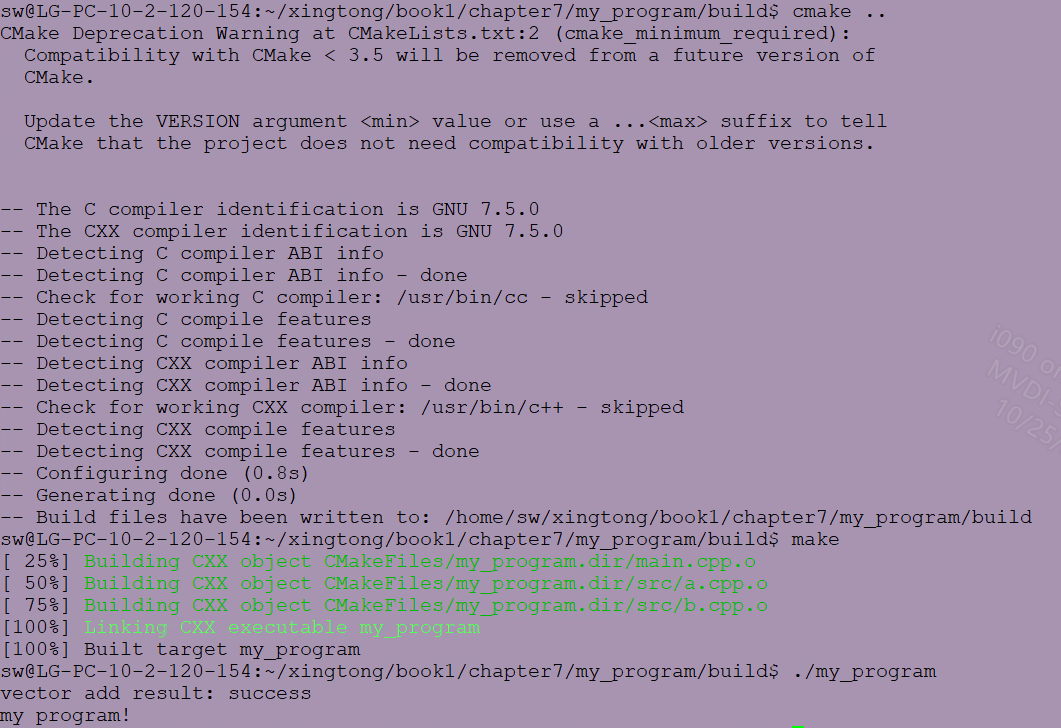 sw@LG-PC-10-2-120-154:~/xingtong/book1/chapter7/my_program/build$ cmake ..
CMake Deprecation Warning at CMakeLists.txt:2 (cmake_minimum_required):
  Compatibility with CMake < 3.5 will be removed from a future version of
  CMake.

  Update the VERSION argument <min> value or use a ...<max> suffix to tell
  CMake that the project does not need compatibility with older versions.


-- The C compiler identification is GNU 7.5.0
-- The CXX compiler identification is GNU 7.5.0
-- Detecting C compiler ABI info
-- Detecting C compiler ABI info - done
-- Check for working C compiler: /usr/bin/cc - skipped
-- Detecting C compile features
-- Detecting C compile features - done
-- Detecting CXX compiler ABI info
-- Detecting CXX compiler ABI info - done
-- Check for working CXX compiler: /usr/bin/c++ - skipped
-- Detecting CXX compile features
-- Detecting CXX compile features - done
-- Configuring done (0.8s)
-- Generating done (0.0s)
-- Build files have been written to: /home/sw/xingtong/book1/chapter7/my_program/build
sw@LG-PC-10-2-120-154:~/xingtong/book1/chapter7/my_program/build$ make
[ 25%] Building CXX object CMakeFiles/my_program.dir/main.cpp.o
[ 50%] Building CXX object CMakeFiles/my_program.dir/src/a.cpp.o
[ 75%] Building CXX object CMakeFiles/my_program.dir/src/b.cpp.o
[100%] Linking CXX executable my_program
[100%] Built target my_program
sw@LG-PC-10-2-120-154:~/xingtong/book1/chapter7/my_program/build$ ./my_program
vector add result: success
my program!
i090
MVDI-
10/25/